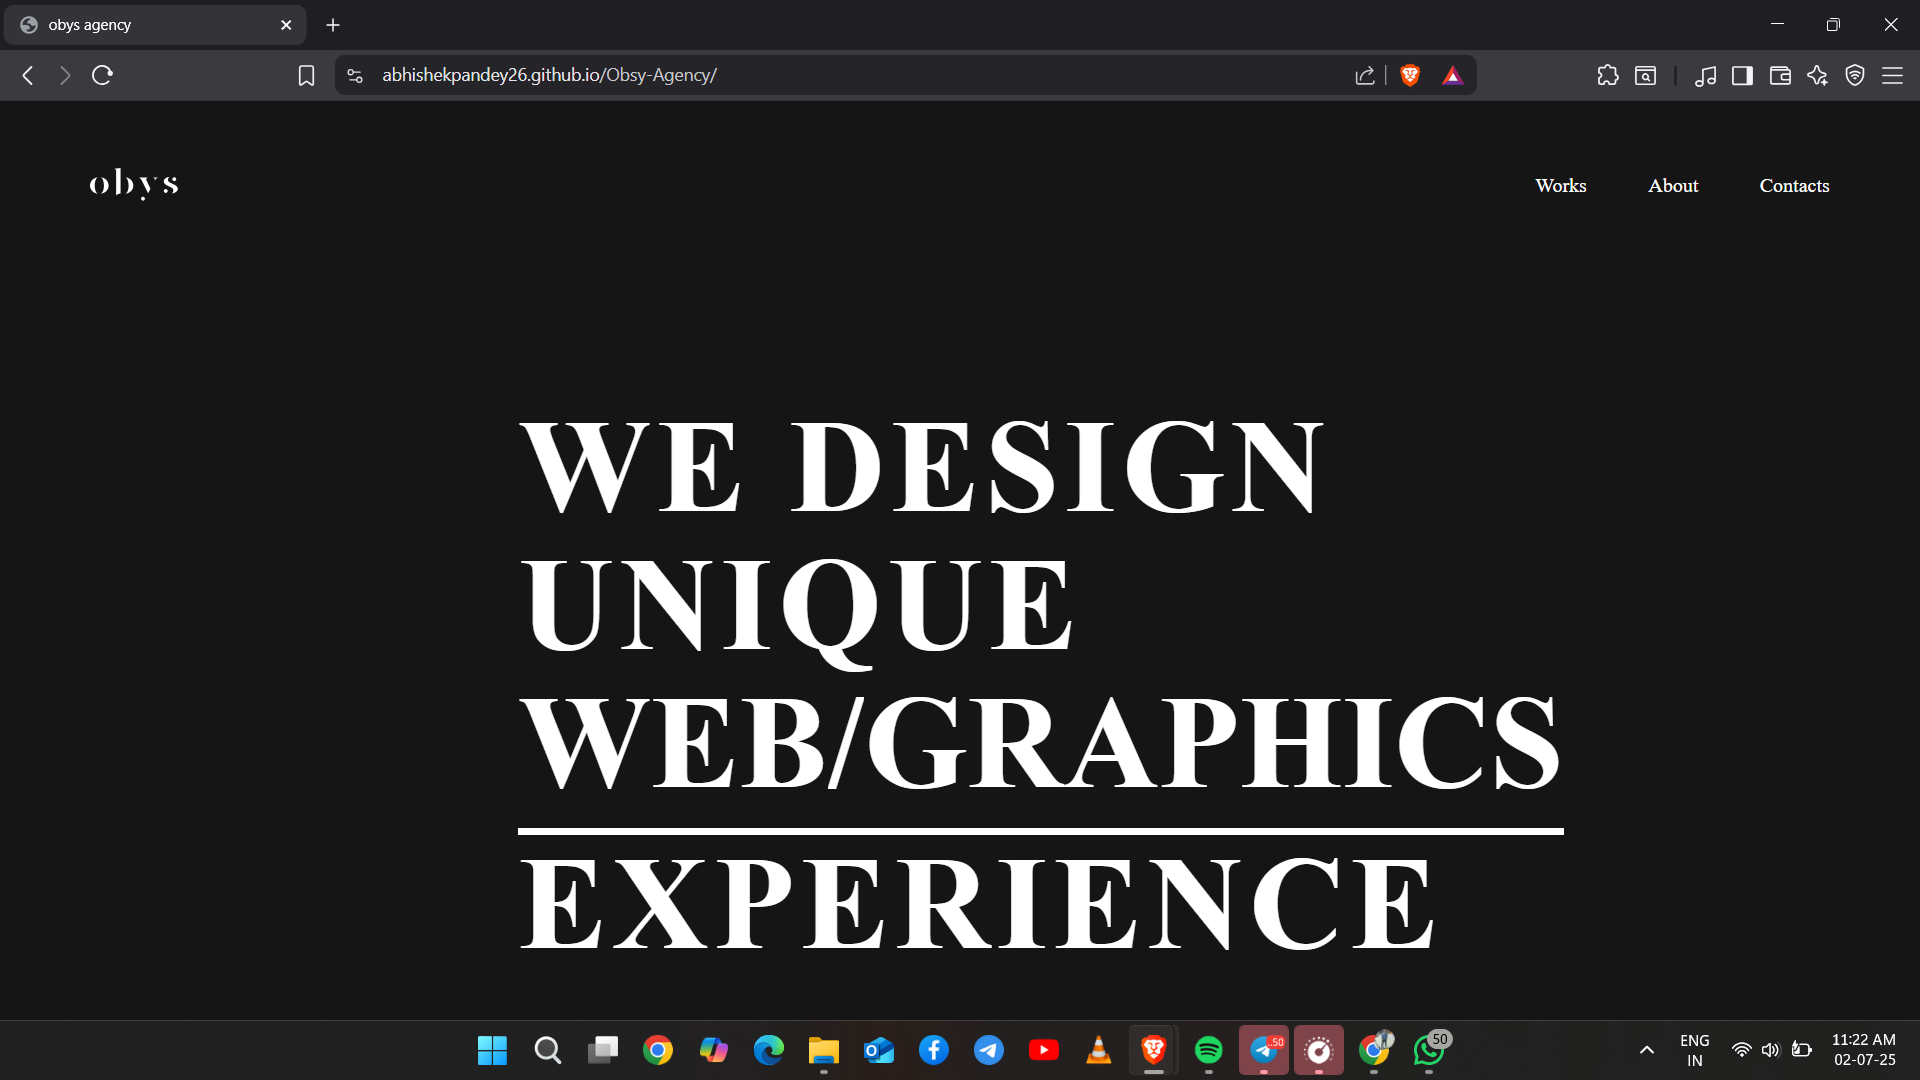 obys agency
abhishekpandey26.github.io/Obsy-Agency/
obys
Works About Contacts
WE DESIGN
UNIQUE
WEB/GRAPHICS
EXPERIENCE
50
50
ENG
IN
11:22 AM
02-07-25